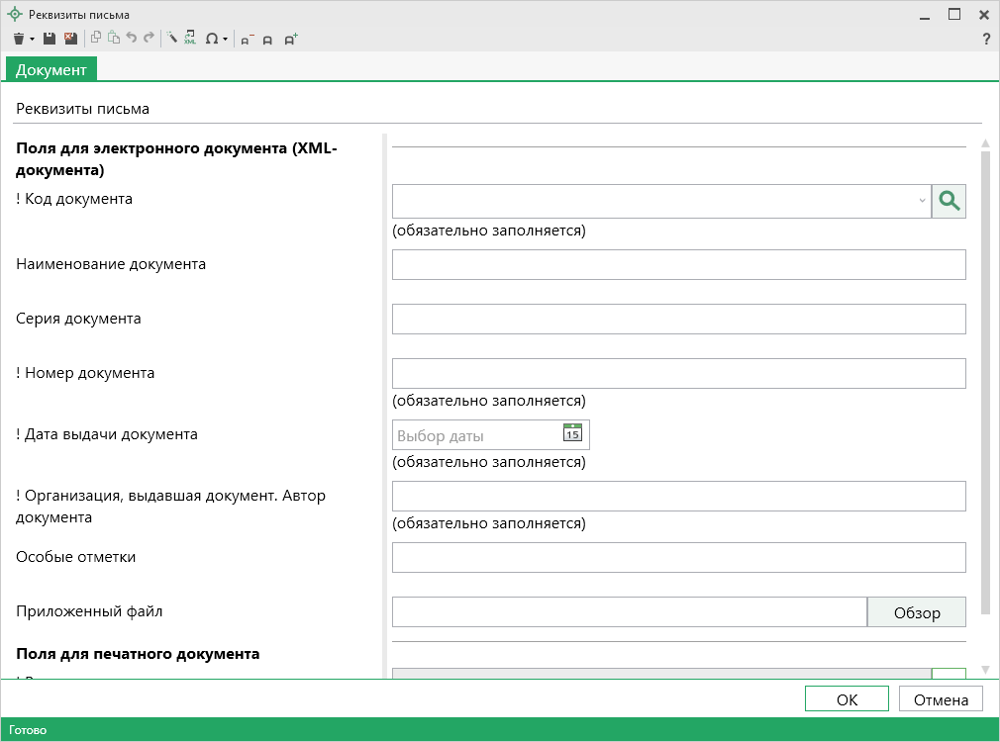 Реквизиты письма
XML
?
Документ
Реквизиты письма
Поля для электронного документа (XML-
документа)
! Код документа
(обязательно заполняется)
Наименование документа
Серия документа
! Номер документа
(обязательно заполняется)
! Дата выдачи документа
Выбор даты
15
(обязательно заполняется)
! Организация, выдавшая документ. Автор
документа
(обязательно заполняется)
Особые отметки
Приложенный файл
Обзор
Поля для печатного документа
ОК
Отмена
Готово